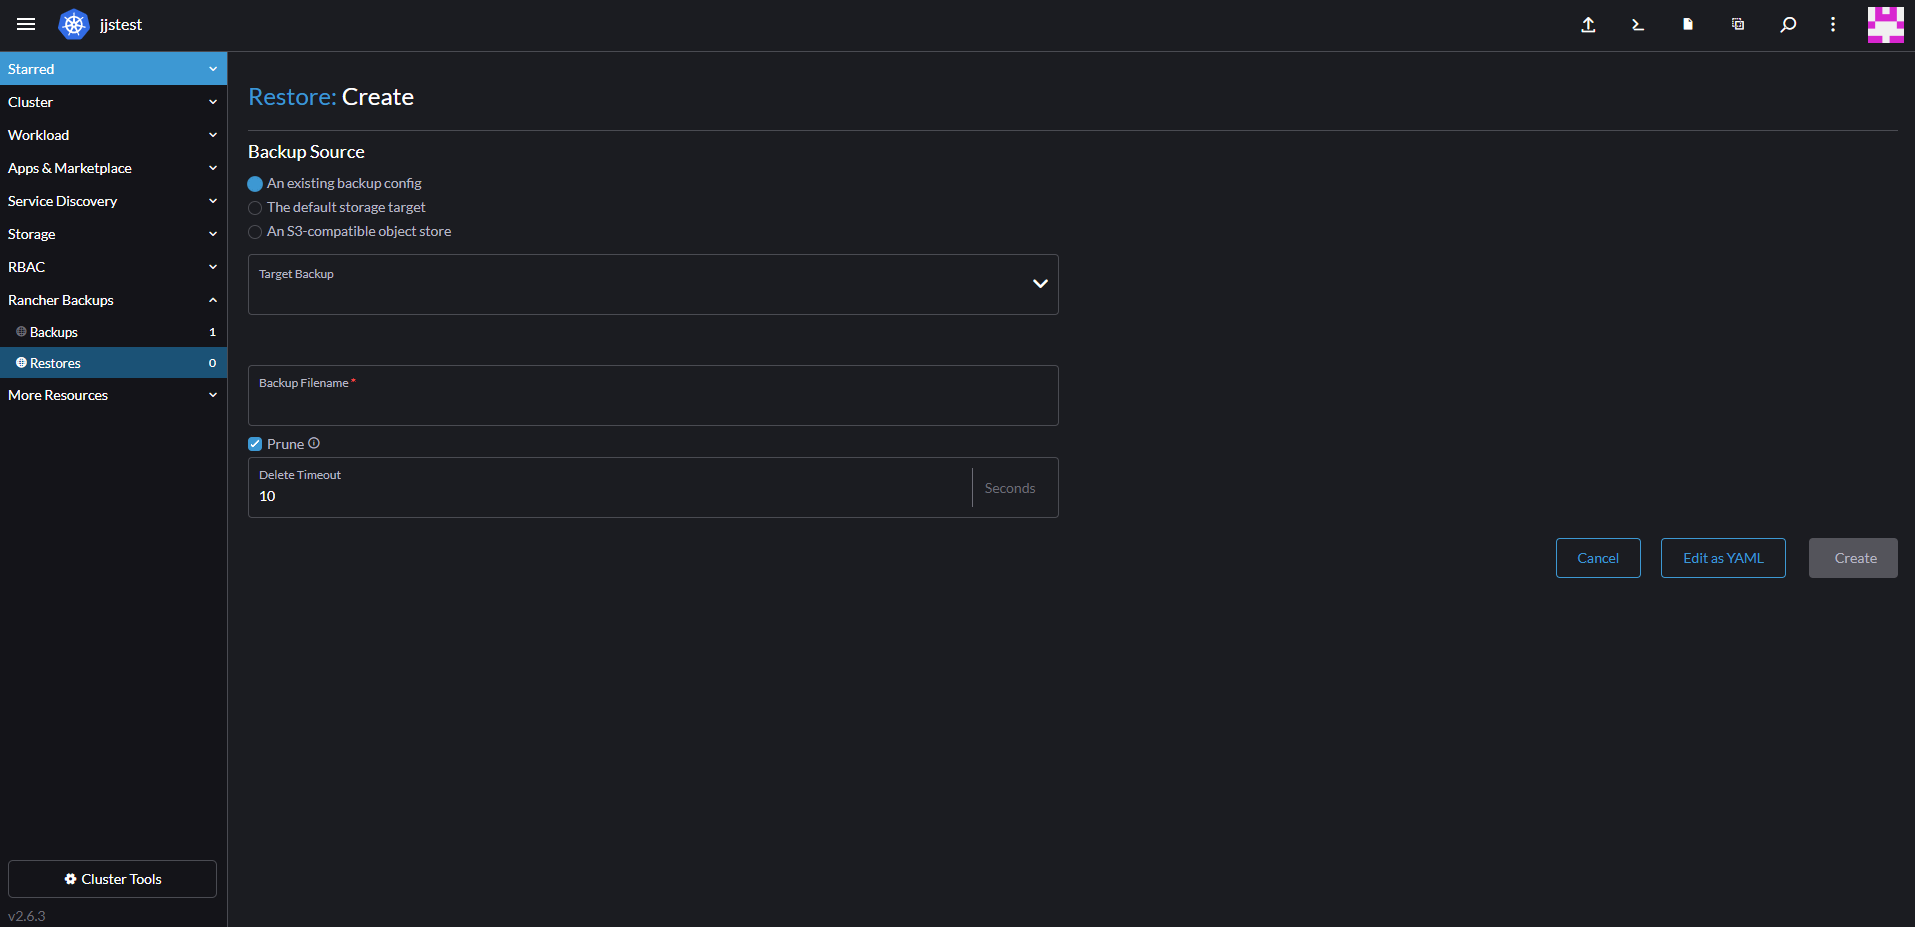 jjstest
Starred
Cluster
Workload
Apps & Marketplace
Service Discovery
Storage
RBAC
Rancher Backups
Backups 1
Restores 0
More Resources
Cluster Tools
v2.6.3
Restore: Create
Backup Source
An existing backup config
The default storage target
An S3-compatible object store
Target Backup
Backup Filename *
Prune
Delete Timeout
10 Seconds
Cancel Edit as YAML Create